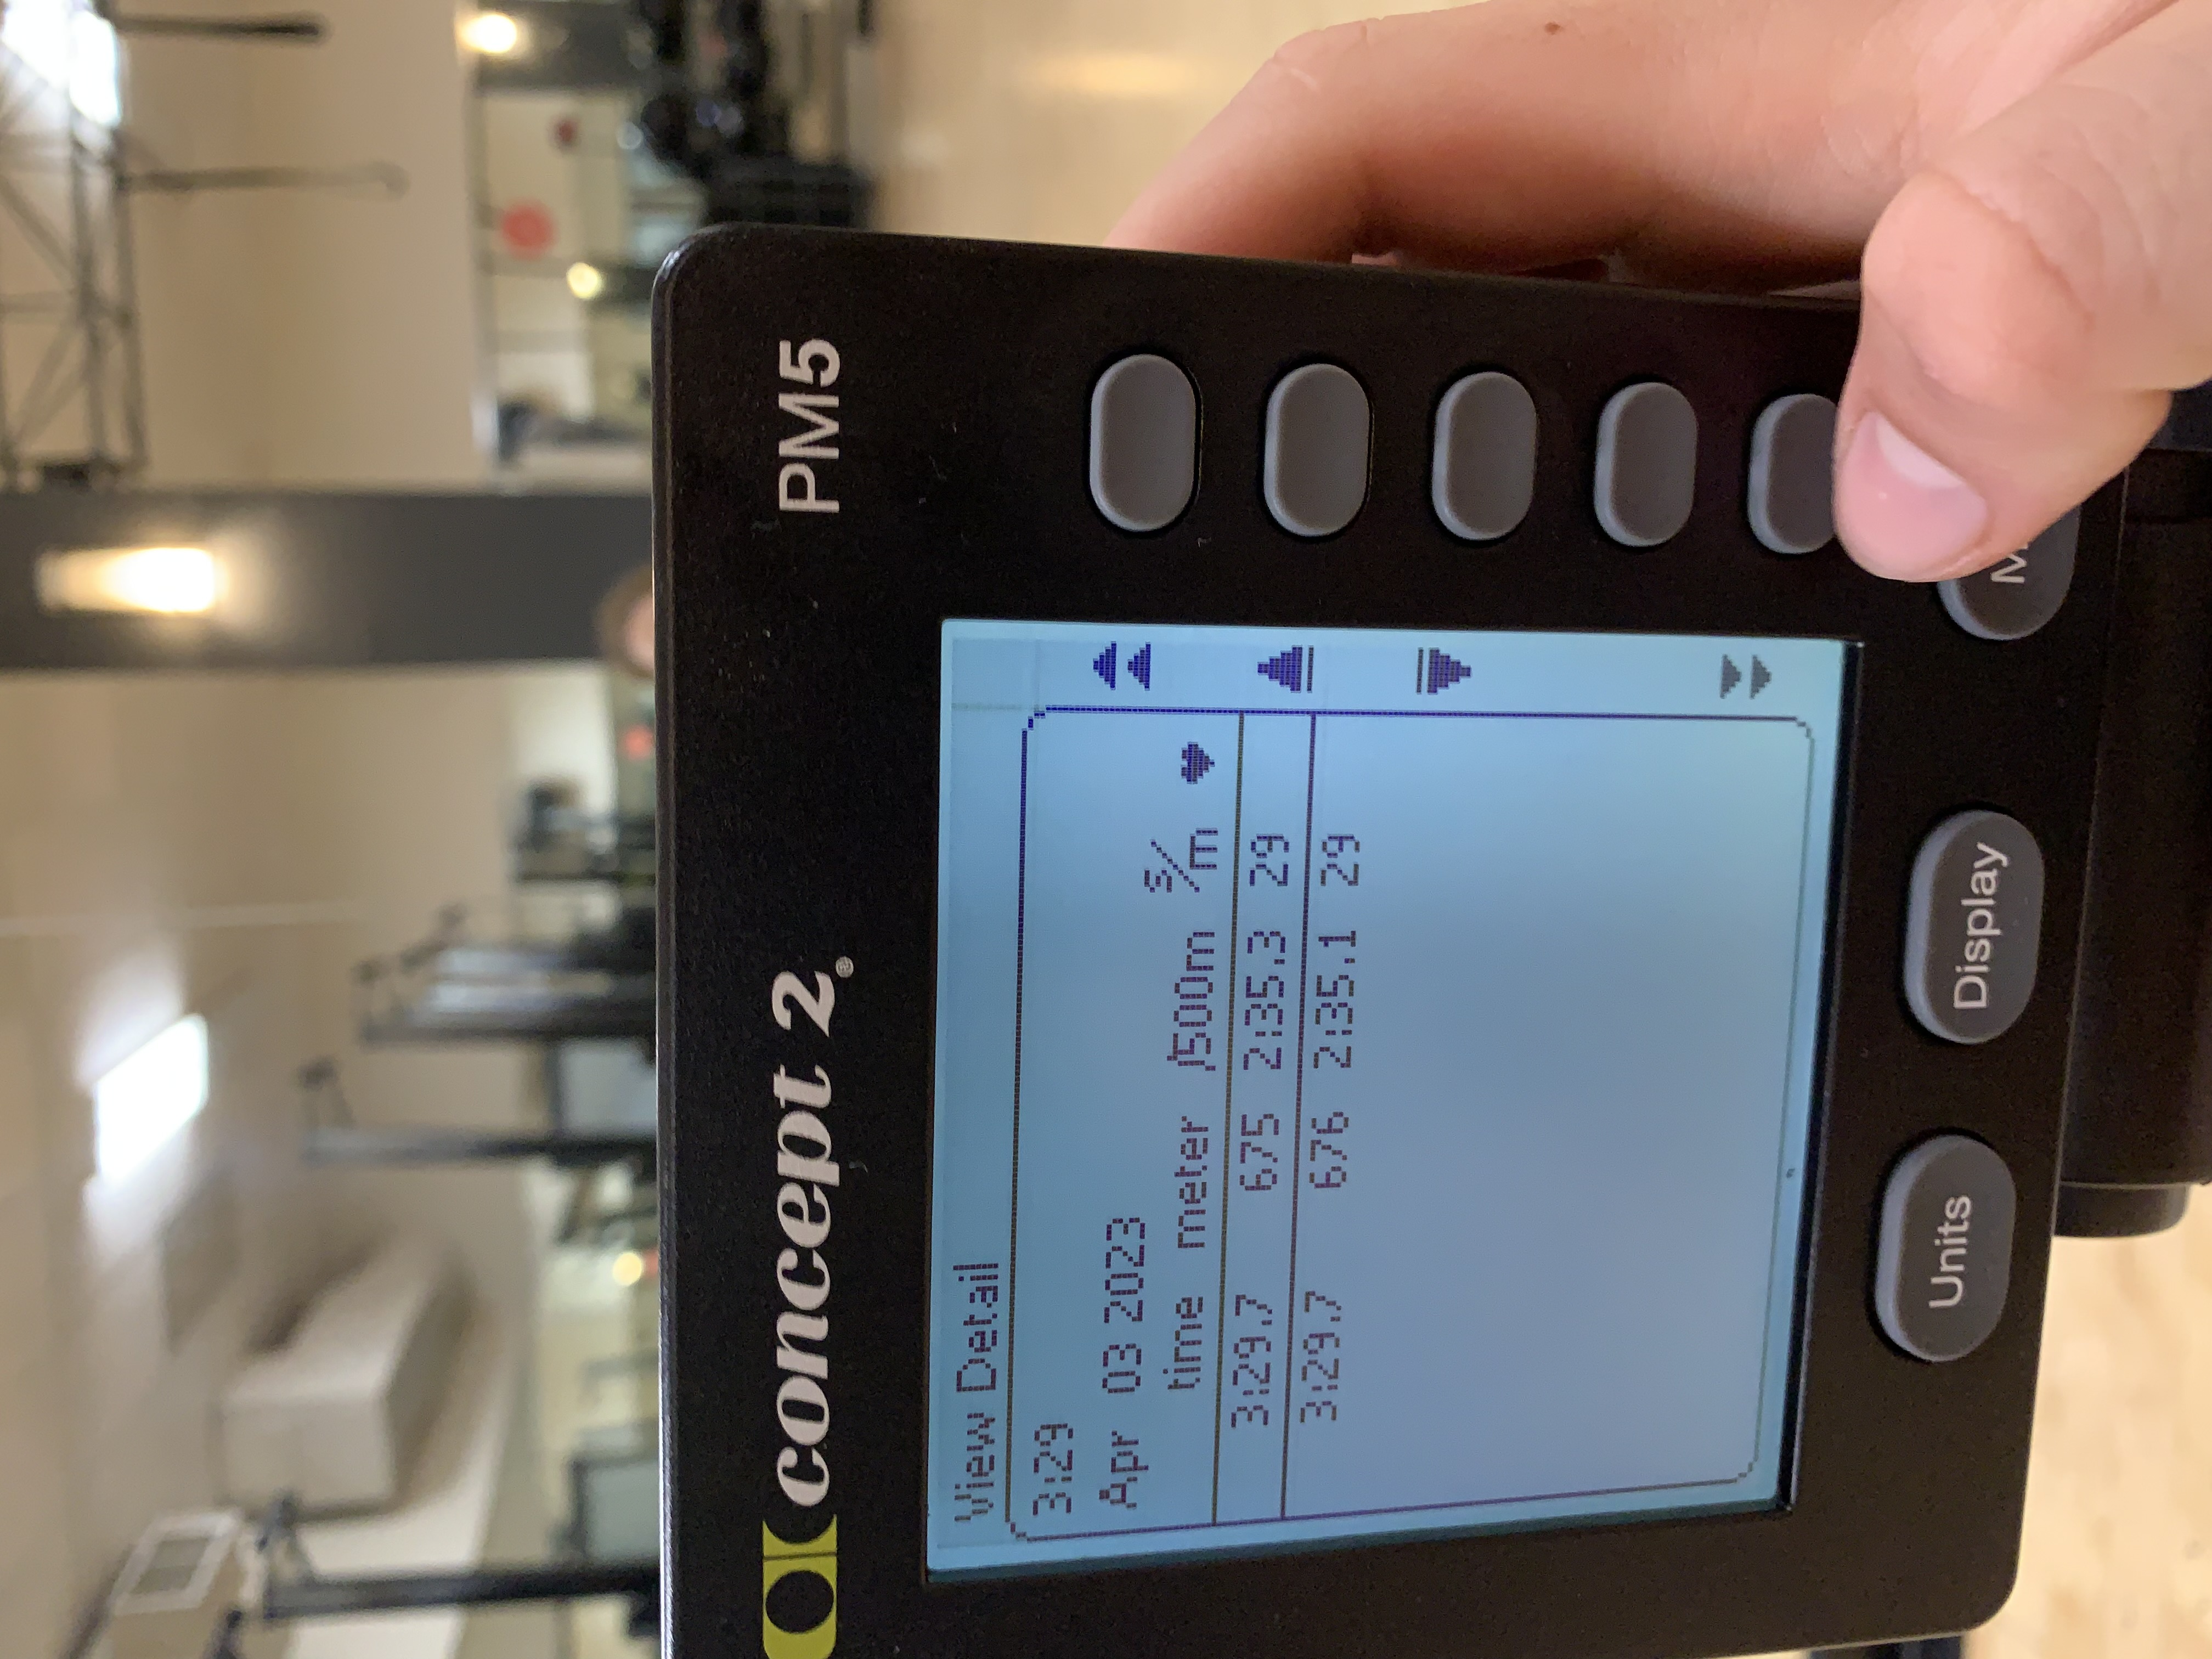 concept 2®
PM5
View Detail
3:29
Apr 03 2023
time meter /500m s/m ♥
3:29.7 675 2:35.3 29
3:29.7 676 2:35.1 29
Units
Display